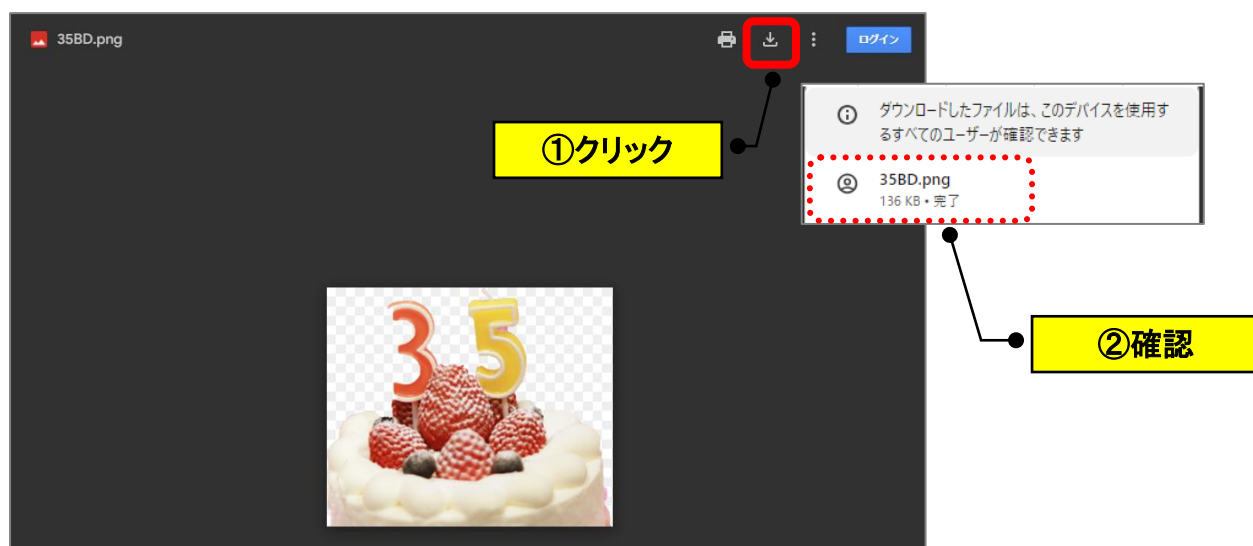 35BD.png
ログイン
①クリック
ダウンロードしたファイルは、このデバイスを使用す
るすべてのユーザーが確認できます
35BD.png
136 KB • 完了
②確認
35